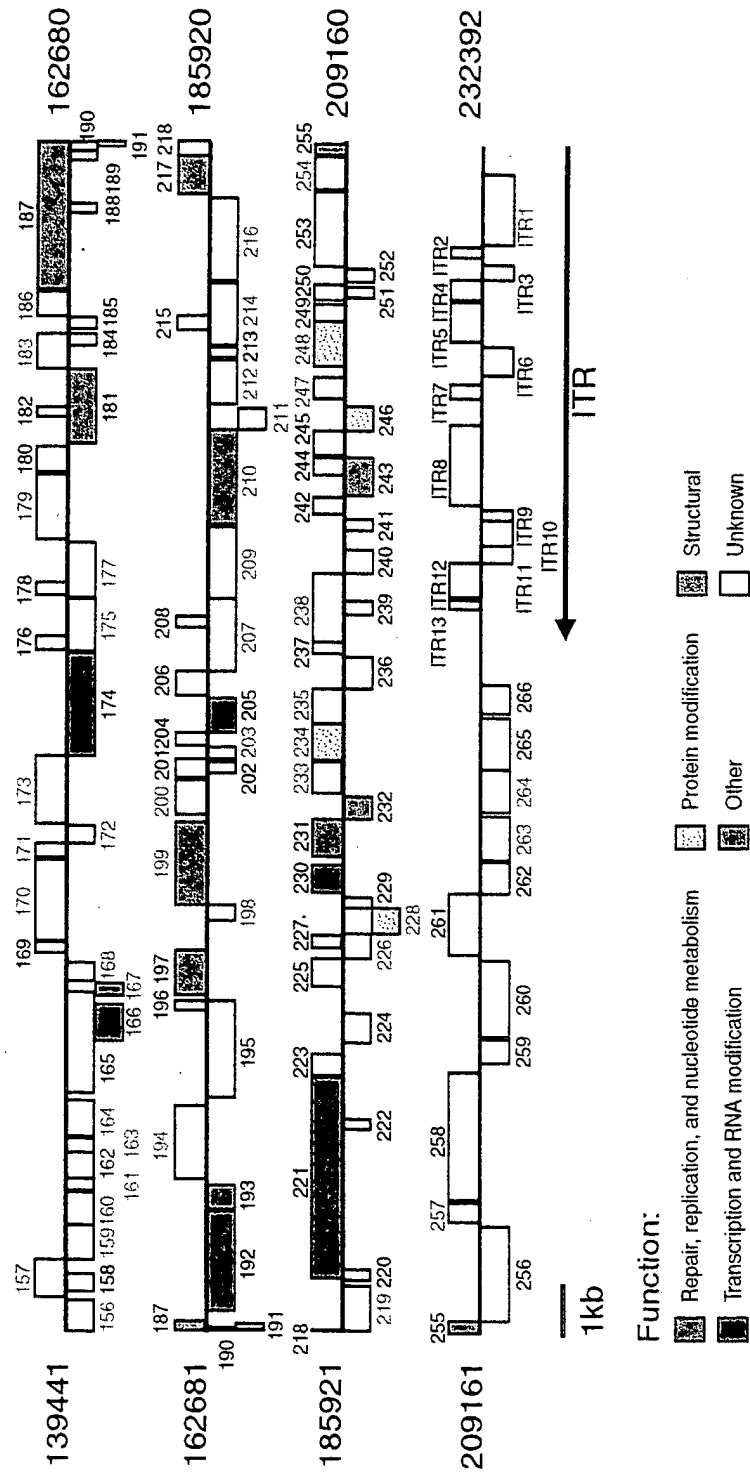 139441
157
169 170 171
173
176 178
179 180
182
183
186
187
162680
156 158 159 160 162 164 165 166 167 168 172 174 175 177 181 184 185 188 189 190
161 163 191
162681
187
194
196 197
199
200 201 204
206
208
215
217 218
185920
190 191 192 193 195 198 202 203 205 207 209 210 212 213 214 216
211
185921
218
221
223
225 227
230 231
233 234 235
237 238
242 244 245 247
248 249 250
253
254 255
209160
219 220 222 224 226 229 232 236 239 240 241 243 246 251 252
228
209161
255
257 258
261
ITR13 ITR12
ITR8
ITR7
ITR5 ITR4
ITR2
232392
256 259 260 262 263 264 265 266 ITR11 ITR9 ITR6 ITR3 ITR1
ITR10
ITR
1kb
Function:
Repair, replication, and nucleotide metabolism
Protein modification
Structural
Transcription and RNA modification
Other
Unknown